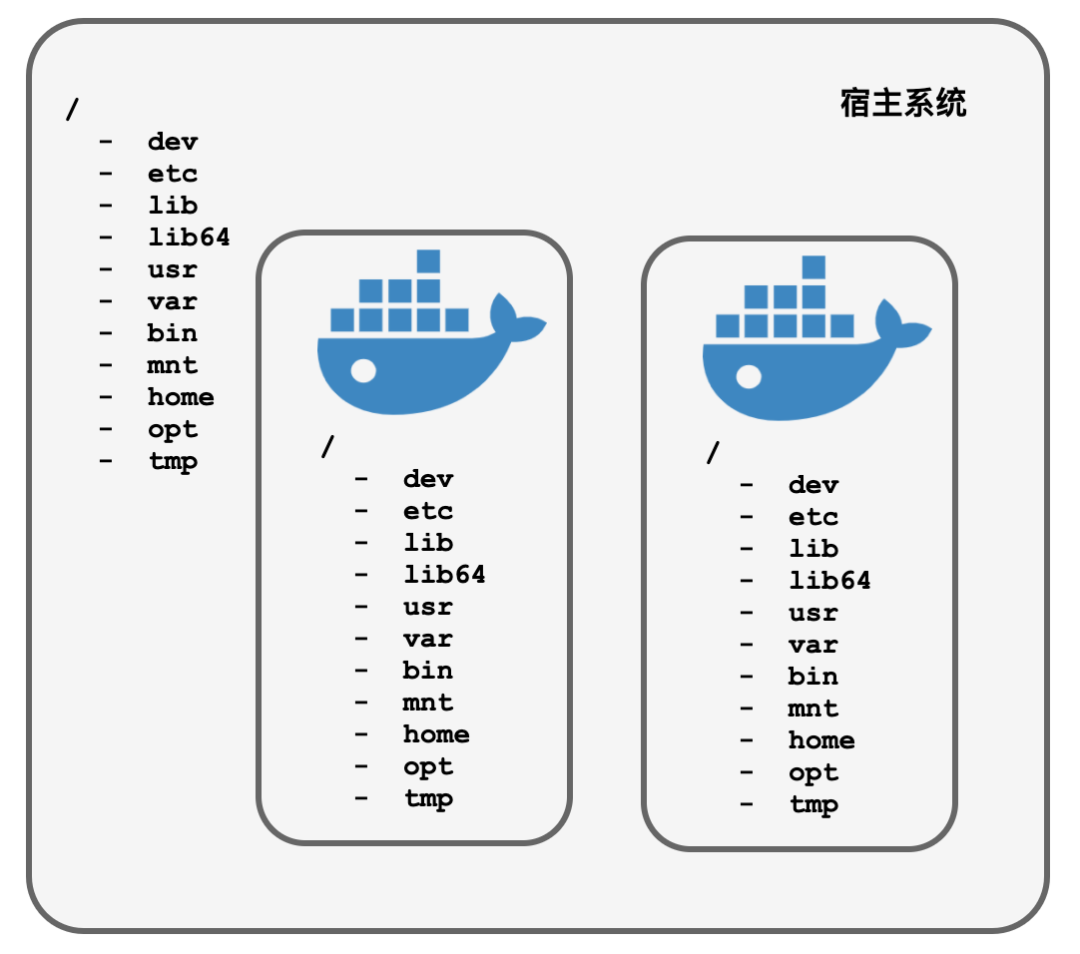 宿主系统
/
- dev
- etc
- lib
- lib64
- usr
- var
- bin
- mnt
- home
- opt
- tmp
/
- dev
- etc
- lib
- lib64
- usr
- var
- bin
- mnt
- home
- opt
- tmp
/
- dev
- etc
- lib
- lib64
- usr
- var
- bin
- mnt
- home
- opt
- tmp